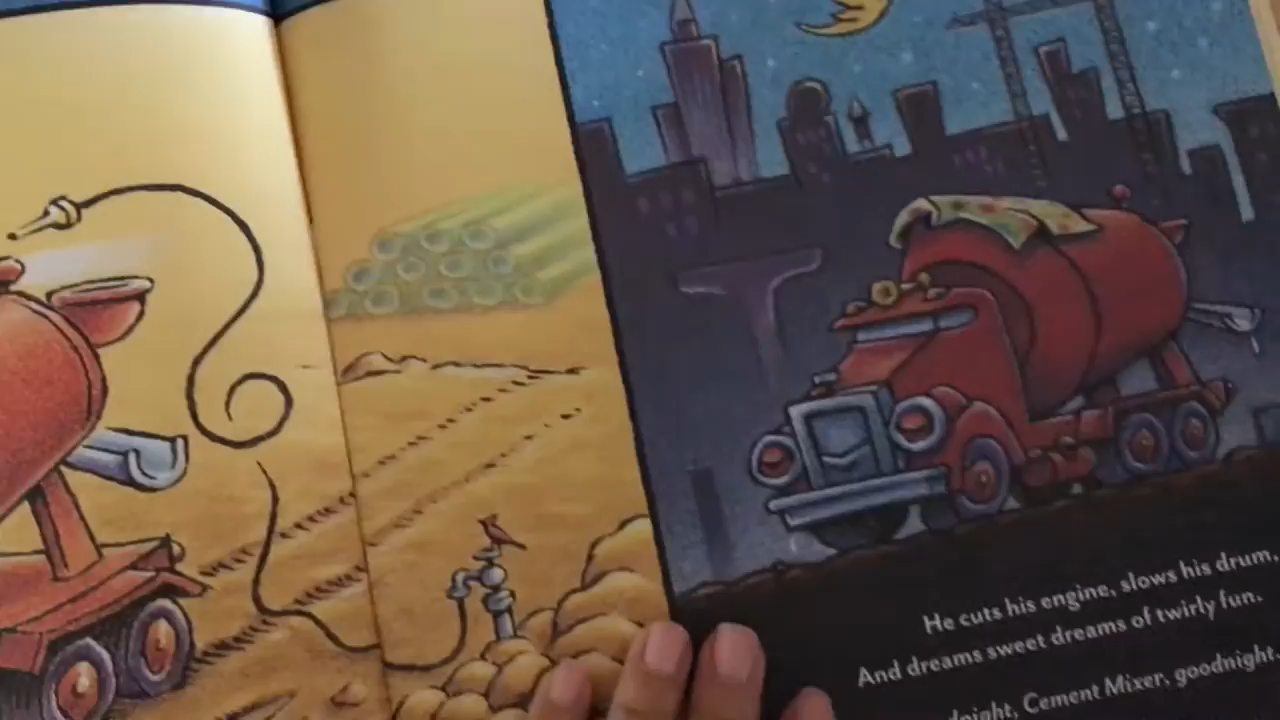 He cuts his engine, slows his drum,
And dreams sweet dreams of twirly fun.
Cement Mixer, goodnight.